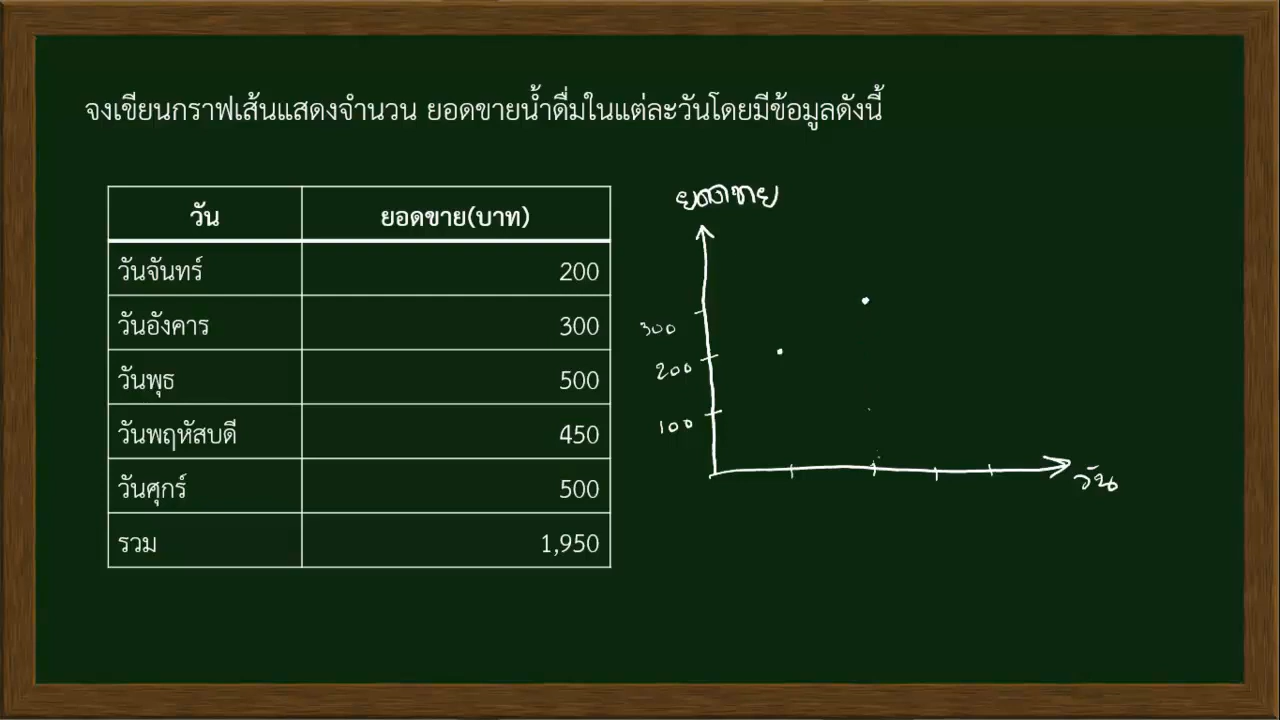 จงเขียนกราฟเส้นแสดงจำนวน ยอดขายน้ำดื่มในแต่ละวันโดยมีข้อมูลดังนี้
วัน ยอดขาย(บาท)
วันจันทร์ 200
วันอังคาร 300
วันพุธ 500
วันพฤหัสบดี 450
วันศุกร์ 500
รวม 1,950
ยอดขาย
300
200
100
วัน